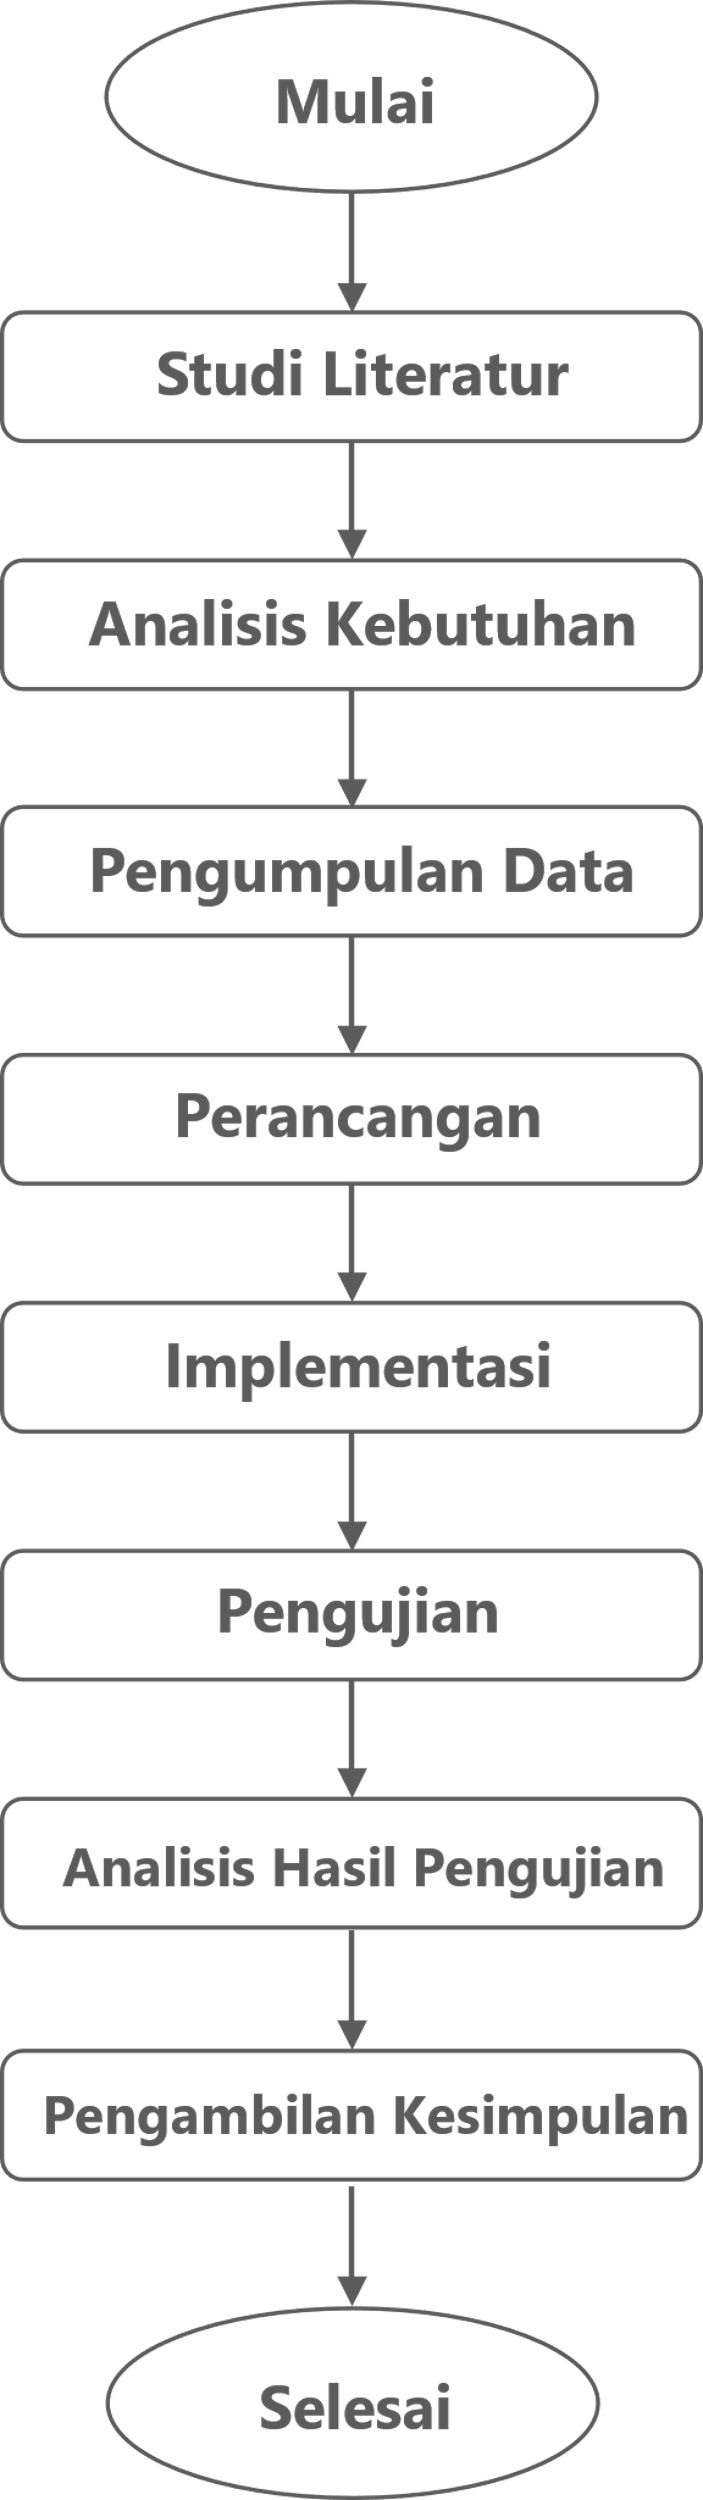 Mulai
Studi Literatur
Analisis Kebutuhan
Pengumpulan Data
Perancangan
Implementasi
Pengujian
Analisis Hasil Pengujian
Pengambilan Kesimpulan
Selesai